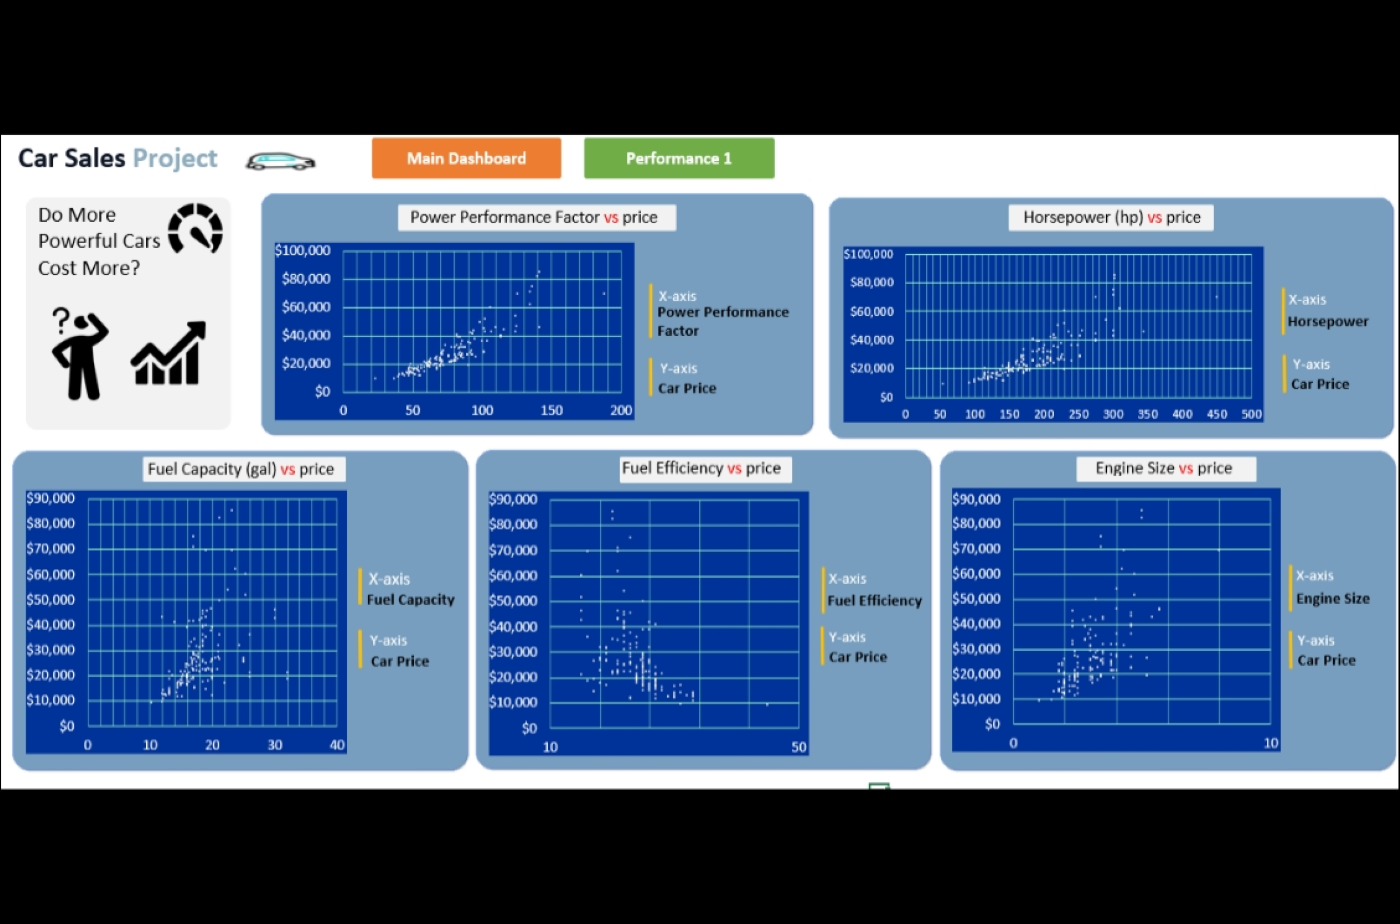 Car Sales Project
Main Dashboard
Performance 1
Do More
Powerful Cars
Cost More?
?
Power Performance Factor vs price
$100,000
$80,000
$60,000
$40,000
$20,000
$0
0 50 100 150 200
X-axis
Power Performance
Factor
Y-axis
Car Price
Horsepower (hp) vs price
$100,000
$80,000
$60,000
$40,000
$20,000
$0
0 50 100 150 200 250 300 350 400 450 500
X-axis
Horsepower
Y-axis
Car Price
Fuel Capacity (gal) vs price
$90,000
$80,000
$70,000
$60,000
$50,000
$40,000
$30,000
$20,000
$10,000
$0
0 10 20 30 40
X-axis
Fuel Capacity
Y-axis
Car Price
Fuel Efficiency vs price
$90,000
$80,000
$70,000
$60,000
$50,000
$40,000
$30,000
$20,000
$10,000
$0
10 50
X-axis
Fuel Efficiency
Y-axis
Car Price
Engine Size vs price
$90,000
$80,000
$70,000
$60,000
$50,000
$40,000
$30,000
$20,000
$10,000
$0
0 10
X-axis
Engine Size
Y-axis
Car Price